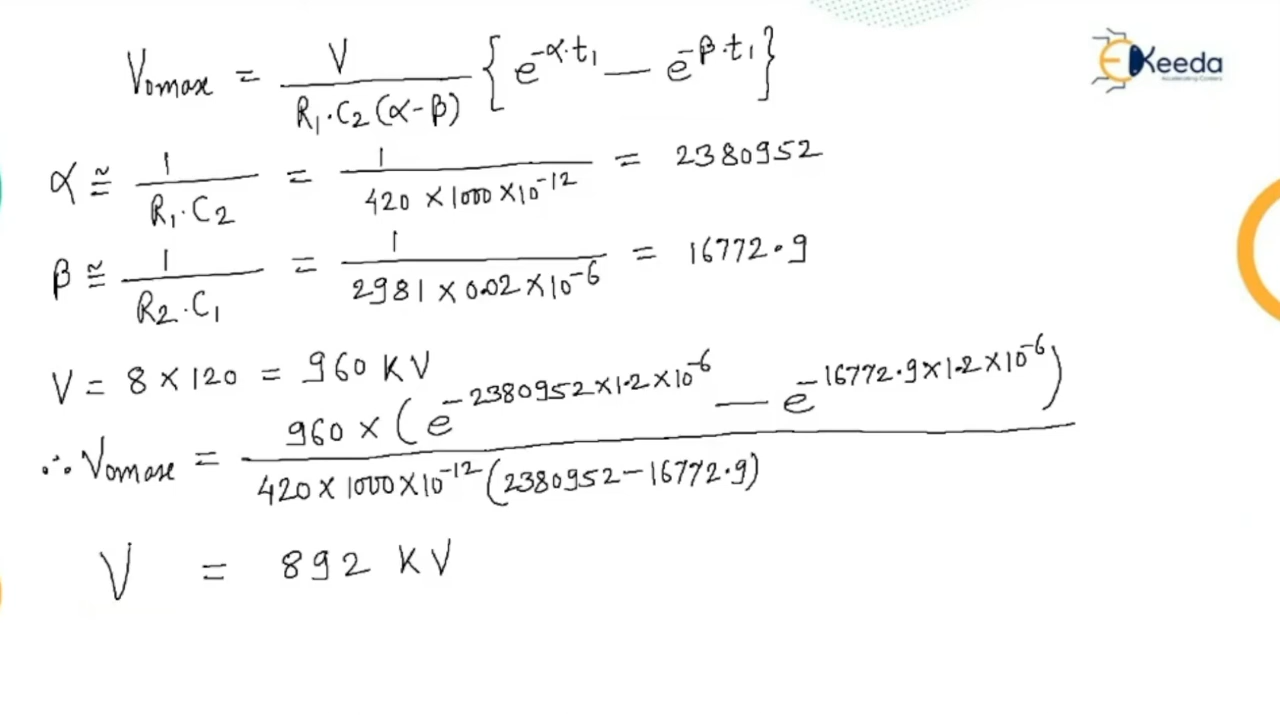 Vomax = V / R₁·C₂(α-β) {e^-α·t₁ — e^-β·t₁}
EKeeda
α ≅ 1 / R₁·C₂ = 1 / 420 × 1000 × 10^-12 = 2380952
β ≅ 1 / R₂·C₁ = 1 / 2981 × 0.02 × 10^-6 = 16772.9
V = 8 × 120 = 960 KV
∴ Vomax = 960 × (e^-2380952×1.2×10^-6 — e^-16772.9×1.2×10^-6) / 420 × 1000 × 10^-12 (2380952-16772.9)
V = 892 KV